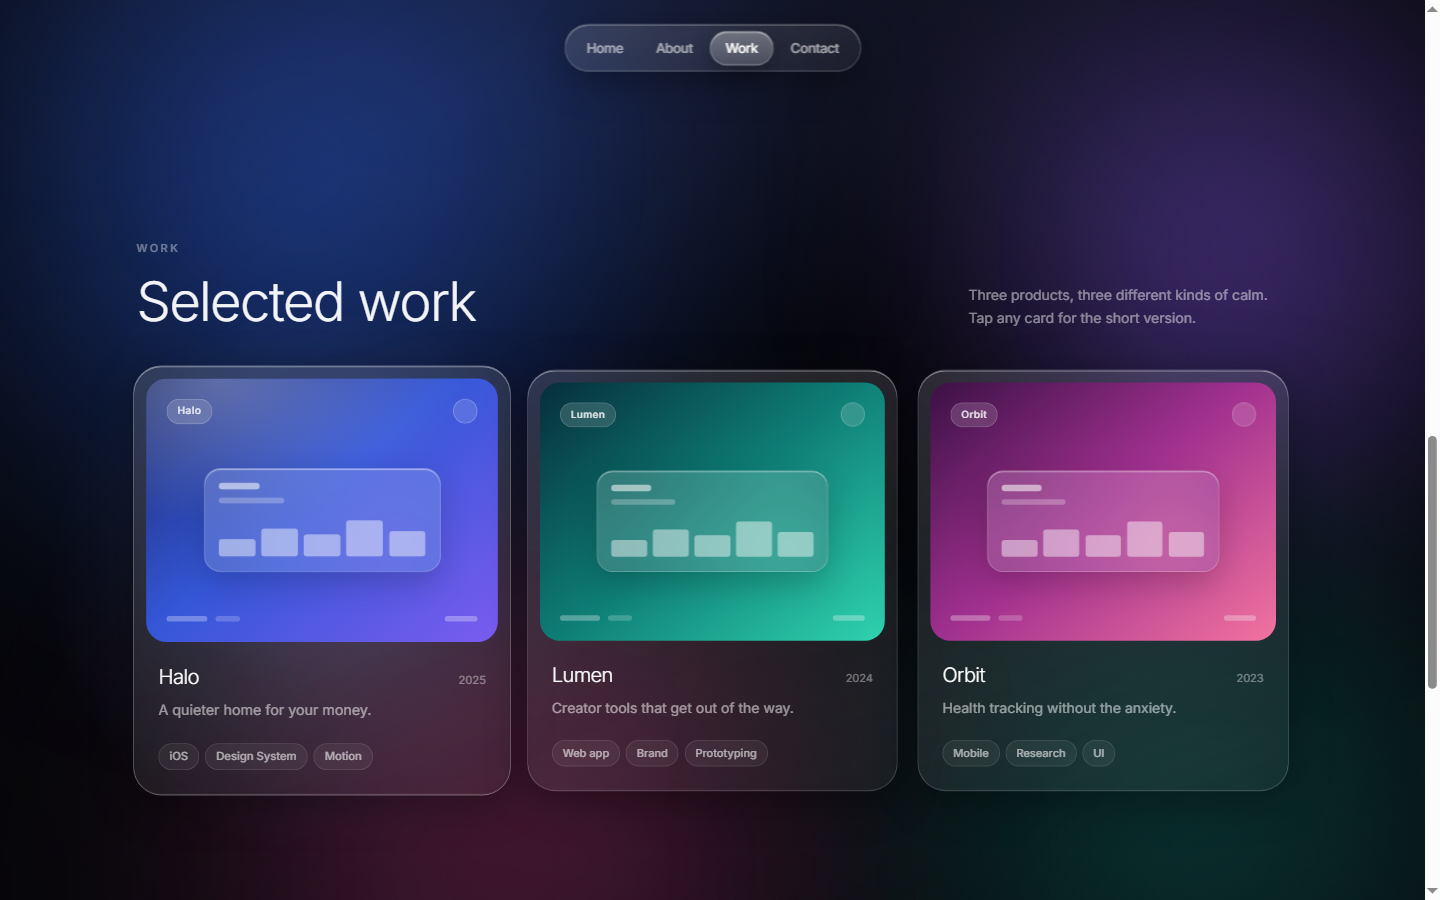 Home About Work Contact
WORK
Selected work
Three products, three different kinds of calm.
Tap any card for the short version.
Halo
Halo 2025
A quieter home for your money.
iOS Design System Motion
Lumen
Lumen 2024
Creator tools that get out of the way.
Web app Brand Prototyping
Orbit
Orbit 2023
Health tracking without the anxiety.
Mobile Research UI